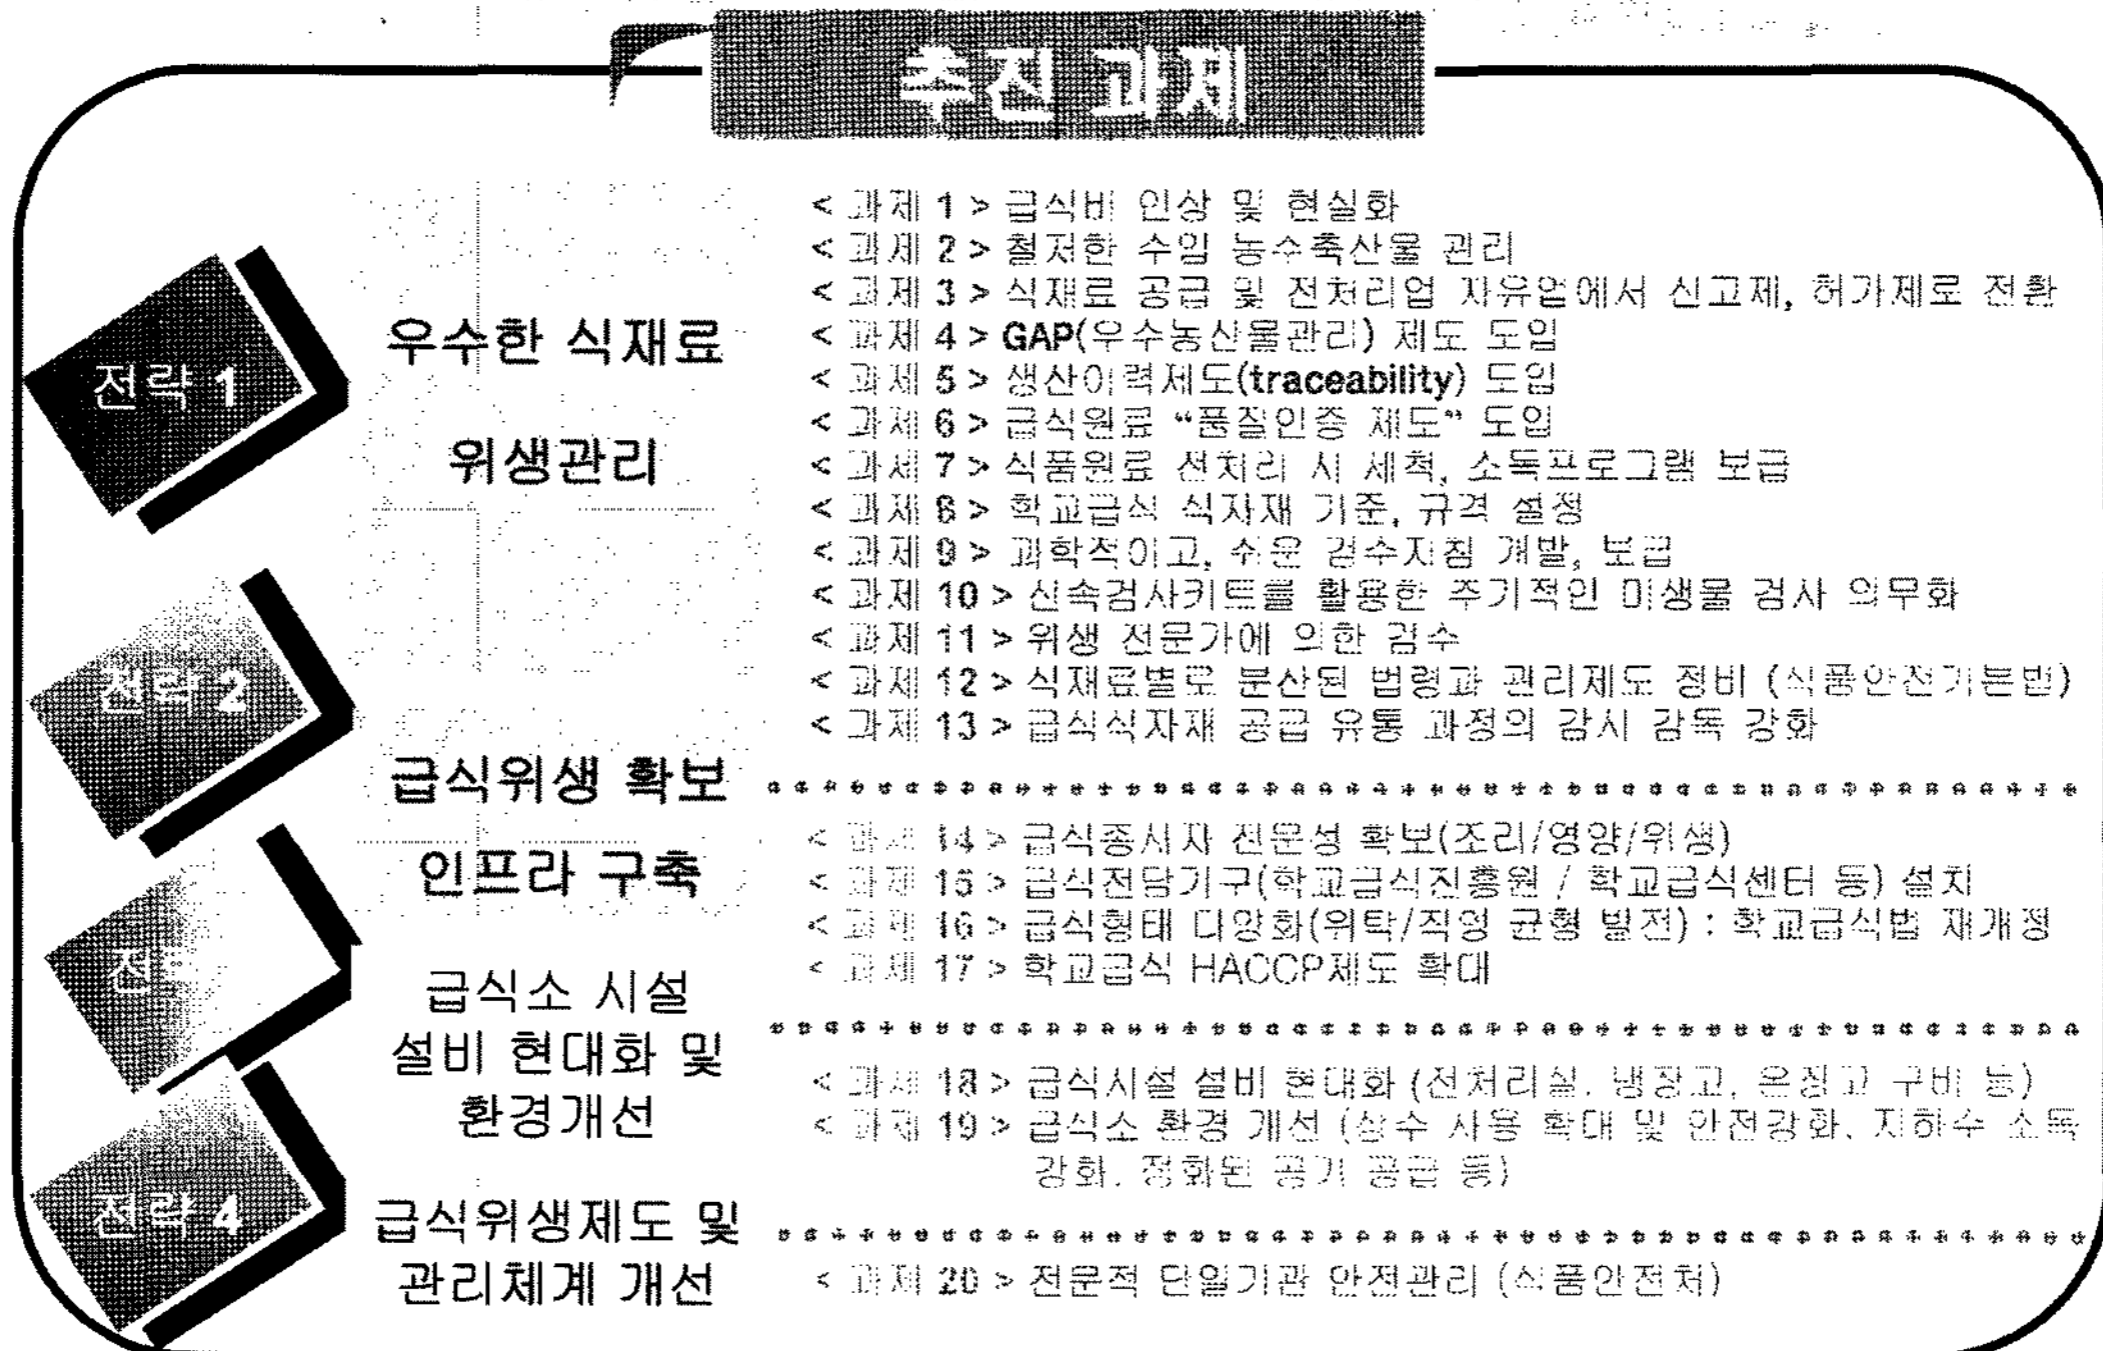 추진 과제
전략 1
우수한 식재료
위생관리
< 과제 1 > 급식비 인상 및 현실화
< 과제 2 > 철저한 수입 농수축산물 관리
< 과제 3 > 식재료 공급 및 전처리업 자유업에서 신고제, 허가제로 전환
< 과제 4 > GAP(우수농산물관리) 제도 도입
< 과제 5 > 생산이력제도(traceability) 도입
< 과제 6 > 급식원료 “품질인증 제도” 도입
< 과제 7 > 식품원료 전처리 시 세척, 소독프로그램 보급
< 과제 8 > 학교급식 식자재 기준, 규격 설정
< 과제 9 > 과학적이고, 쉬운 검수지침 개발, 보급
< 과제 10 > 신속검사키트를 활용한 주기적인 미생물 검사 의무화
< 과제 11 > 위생 전문가에 의한 검수
< 과제 12 > 식재료별로 분산된 법령과 관리제도 정비 (식품안전기본법)
< 과제 13 > 급식식자재 공급 유통 과정의 감시 감독 강화
전략 2
급식위생 확보
인프라 구축
< 과제 14 > 급식종사자 전문성 확보(조리/영양/위생)
< 과제 15 > 급식전담기구(학교급식진흥원 / 학교급식센터 등) 설치
< 과제 16 > 급식형태 다양화(위탁/직영 균형 발전) : 학교급식법 재개정
< 과제 17 > 학교급식 HACCP제도 확대
전
급식소 시설
설비 현대화 및
환경개선
< 과제 18 > 급식시설 설비 현대화 (전처리실, 냉장고, 온장고 구비 등)
< 과제 19 > 급식소 환경 개선 (상수 사용 확대 및 안전강화, 지하수 소독
강화, 정화된 공기 공급 등)
전략 4
급식위생제도 및
관리체계 개선
< 과제 20 > 전문적 단일기관 안전관리 (식품안전처)